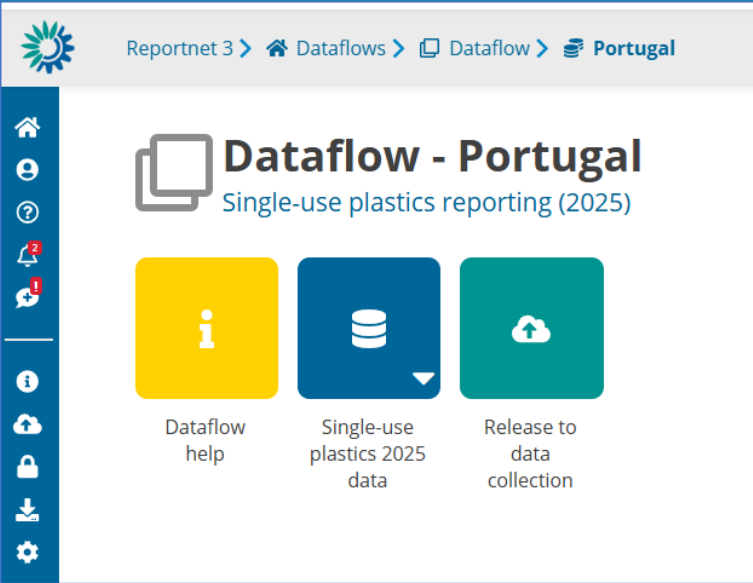 Reportnet 3 Dataflows Dataflow Portugal
Dataflow - Portugal
Single-use plastics reporting (2025)
2
!
Dataflow
help
Single-use
plastics 2025
data
Release to
data
collection